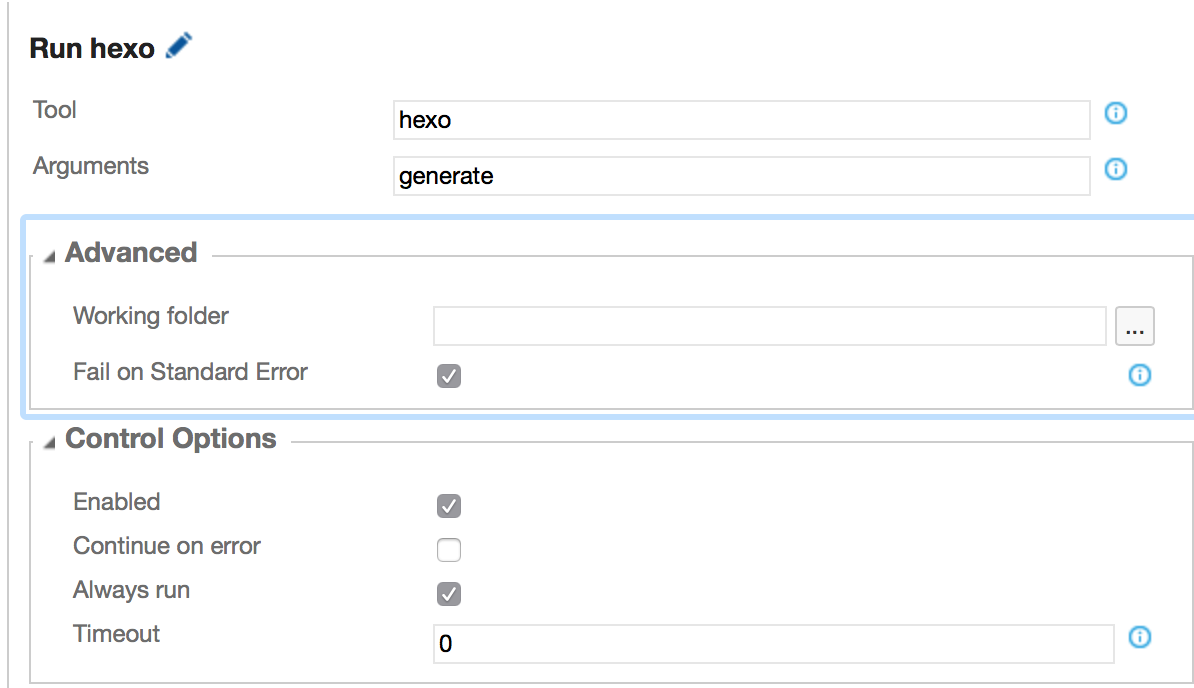 Run hexo
Tool hexo
Arguments generate
Advanced
Working folder ...
Fail on Standard Error
Control Options
Enabled
Continue on error
Always run
Timeout 0